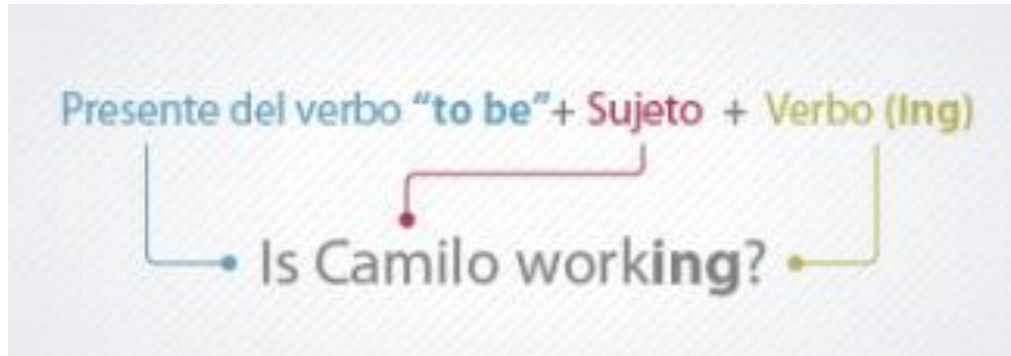 Presente del verbo “to be”+ Sujeto + Verbo (Ing)
Is Camilo working?